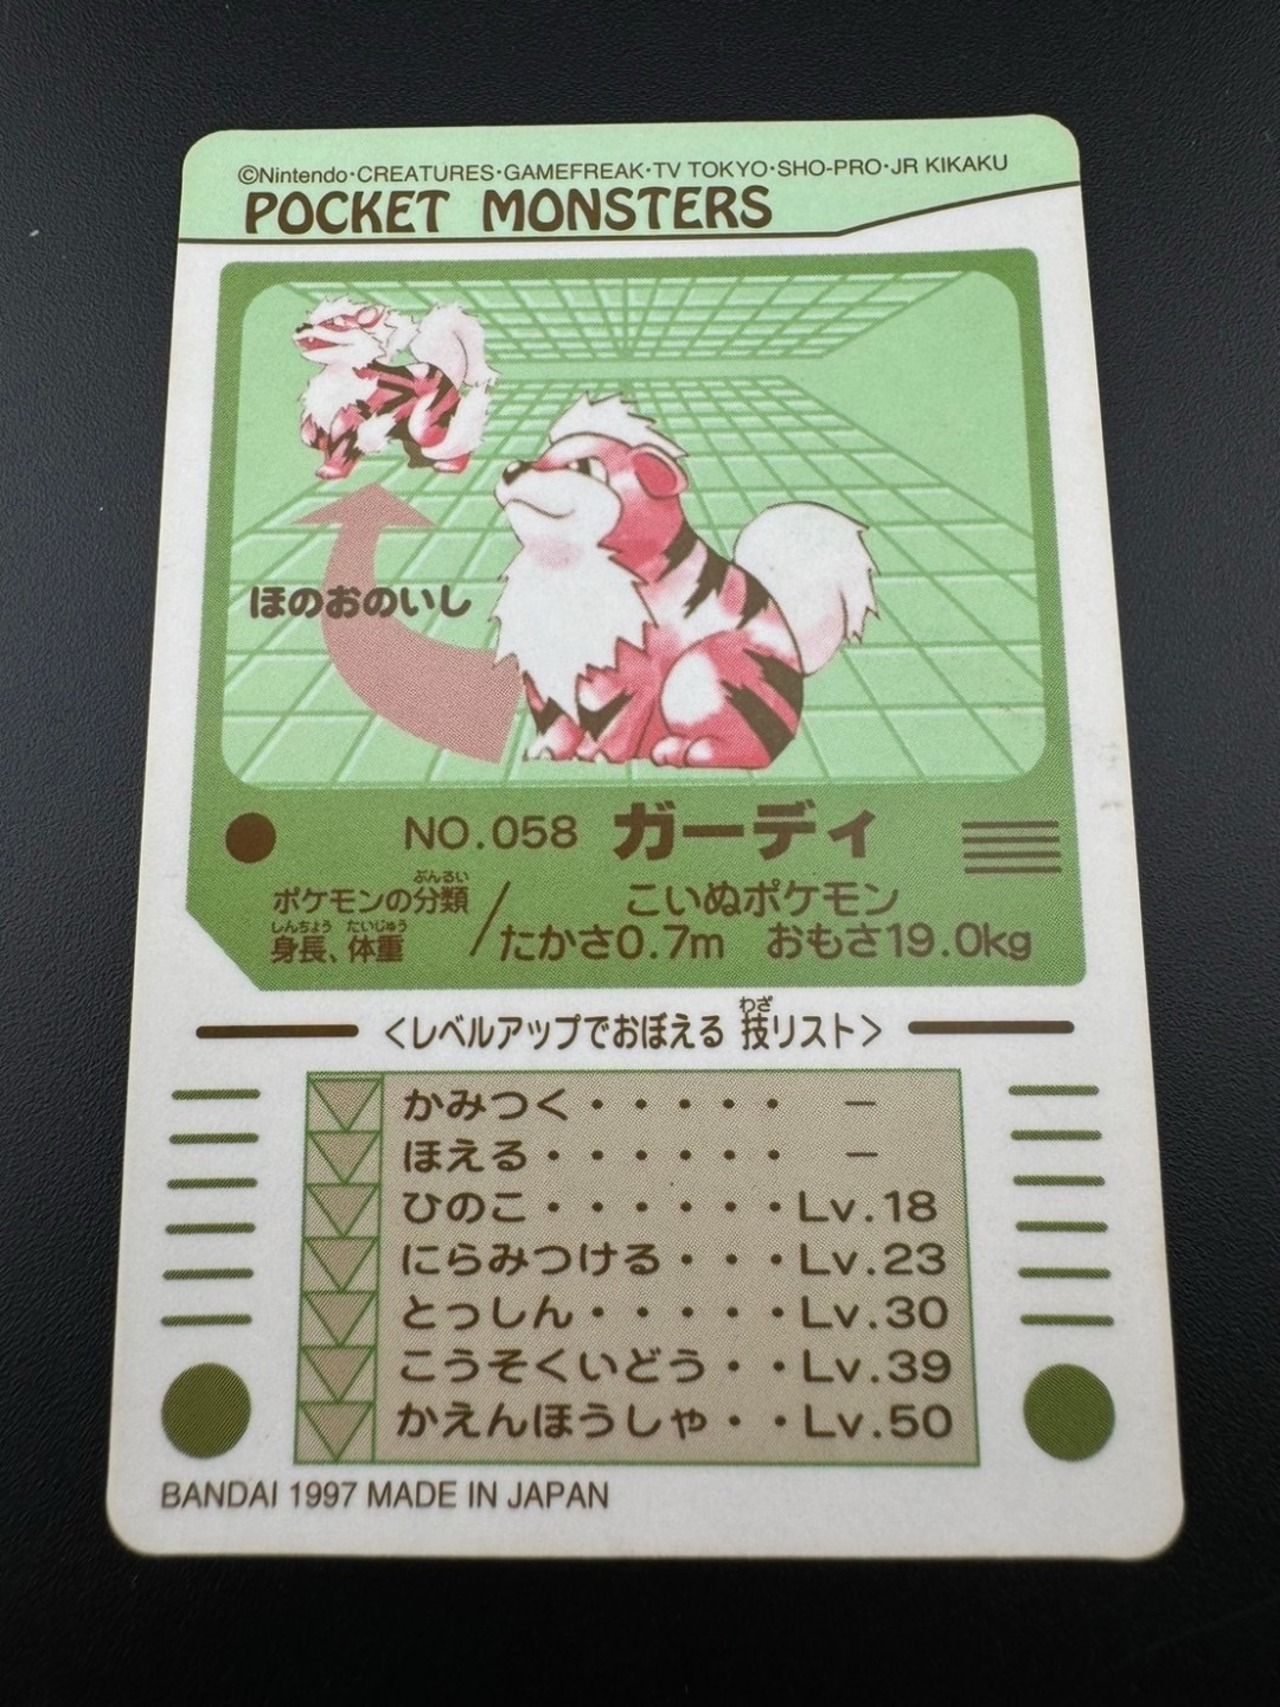 ©Nintendo・CREATURES・GAMEFREAK・TV TOKYO・SHO-PRO・JR KIKAKU
POCKET MONSTERS
ほのおのいし
NO.058 ガーディ
ぶんるい
ポケモンの分類／こいぬポケモン
しんちょう たいじゅう
身長、体重 たかさ0.7m おもさ19.0kg
わざ
<レベルアップでおぼえる 技リスト>
かみつく・・・・・ －
ほえる・・・・・・ －
ひのこ・・・・・・Lv.18
にらみつける・・・Lv.23
とっしん・・・・・Lv.30
こうそくいどう・・Lv.39
かえんほうしゃ・・Lv.50
BANDAI 1997 MADE IN JAPAN